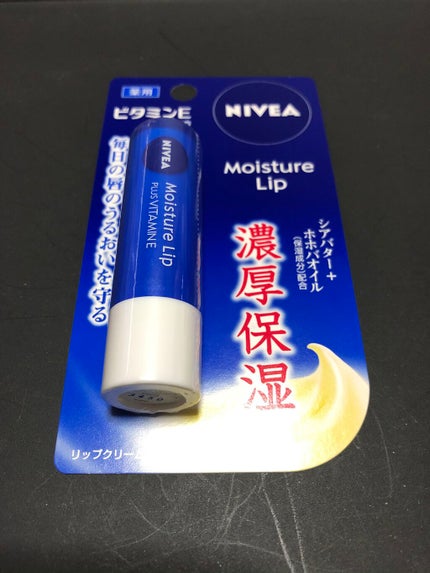 薬用
ビタミンE
毎日の唇のうるおいを守る
NIVEA
Moisture
Lip
シアバター+
ホホバオイル
(保湿成分)配合
濃厚保湿
NIVEA
Moisture Lip
PLUS VITAMIN E
リップクリーム